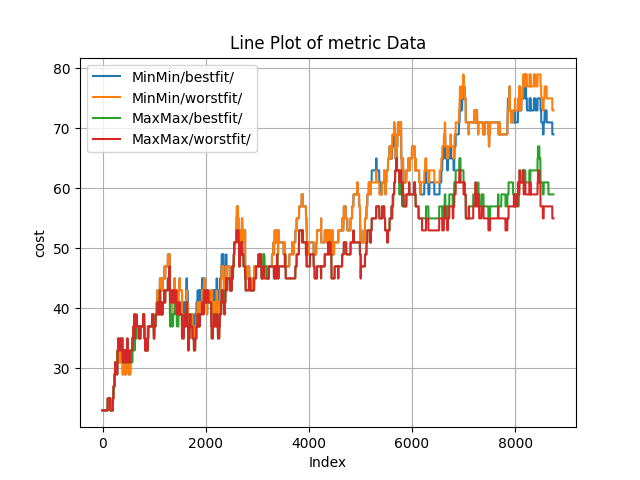 Line Plot of metric Data
MinMin/bestfit/
MinMin/worstfit/
MaxMax/bestfit/
MaxMax/worstfit/
80
70
60
50
40
30
cost
0 2000 4000 6000 8000
Index